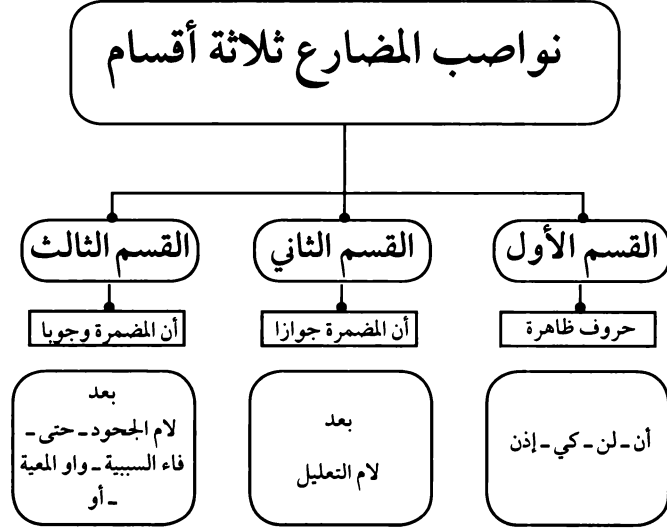 نواصب المضارع ثلاثة أقسام
القسم الأول
القسم الثاني
القسم الثالث
حروف ظاهرة
أن المضمرة جوازا
أن المضمرة وجوبا
أن ـ لن ـ كي ـ إذن
بعد
لام التعليل
بعد
لام الجحود ـ حتى ـ
فاء السببية ـ واو المعية
ـ أو